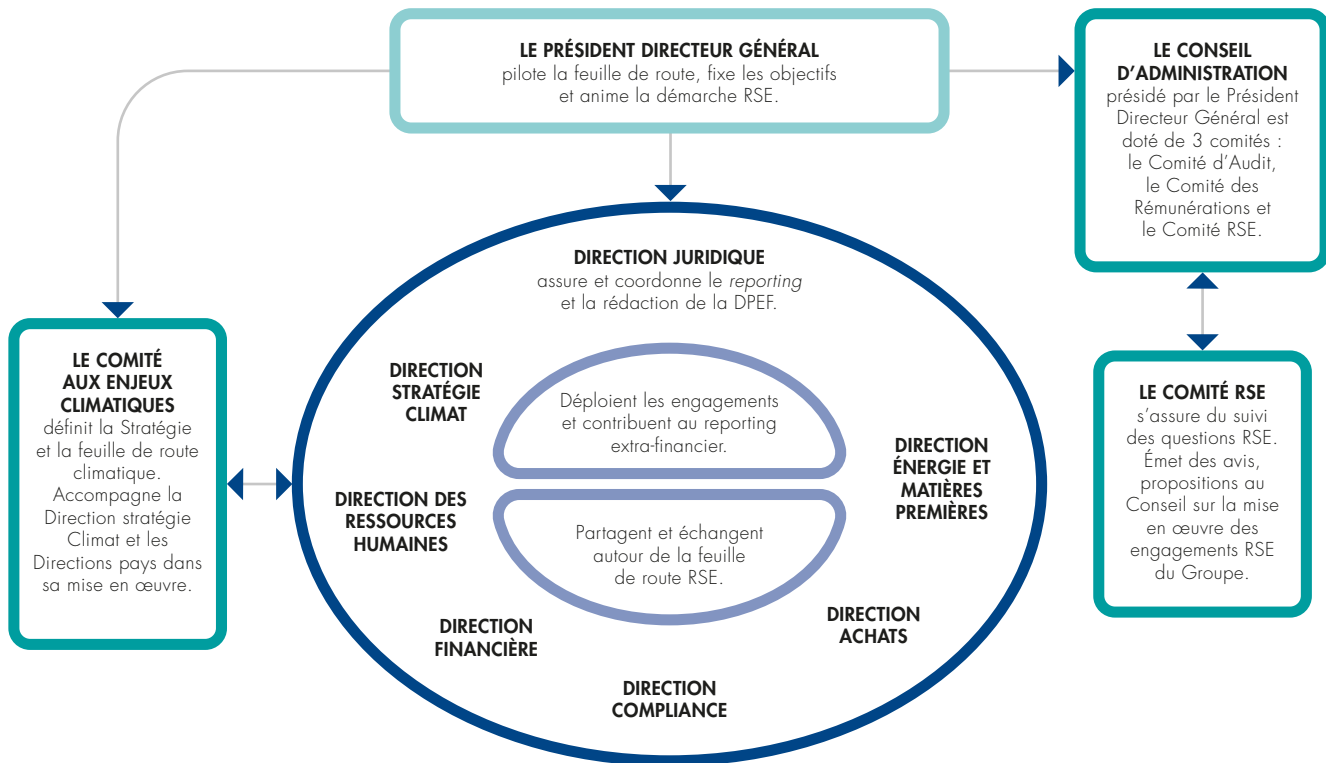 LE PRÉSIDENT DIRECTEUR GÉNÉRAL
pilote la feuille de route, fixe les objectifs
et anime la démarche RSE.
LE CONSEIL
D’ADMINISTRATION
présidé par le Président
Directeur Général est
doté de 3 comités :
le Comité d’Audit,
le Comité des
Rémunérations et
le Comité RSE.
DIRECTION JURIDIQUE
assure et coordonne le reporting
et la rédaction de la DPEF.
LE COMITÉ
AUX ENJEUX
CLIMATIQUES
définit la Stratégie
et la feuille de route
climatique.
Accompagne la
Direction stratégie
Climat et les
Directions pays dans
sa mise en œuvre.
DIRECTION
STRATÉGIE
CLIMAT
Déploient les engagements
et contribuent au reporting
extra-financier.
DIRECTION
ÉNERGIE ET
MATIÈRES
PREMIÈRES
LE COMITÉ RSE
s’assure du suivi
des questions RSE.
Émet des avis,
propositions au
Conseil sur la mise
en œuvre des
engagements RSE
du Groupe.
DIRECTION DES
RESSOURCES
HUMAINES
Partagent et échangent
autour de la feuille
de route RSE.
DIRECTION
FINANCIÈRE
DIRECTION
ACHATS
DIRECTION
COMPLIANCE